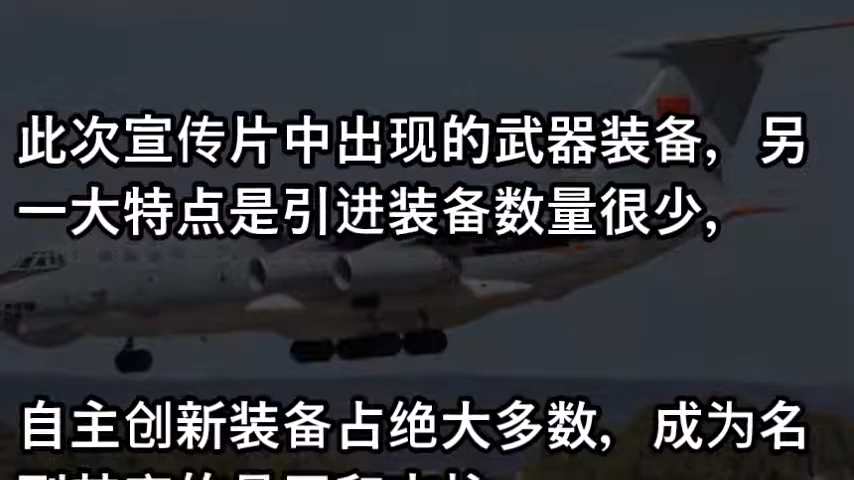 此次宣传片中出现的武器装备，另
一大特点是引进装备数量很少，
自主创新装备占绝大多数，成为名